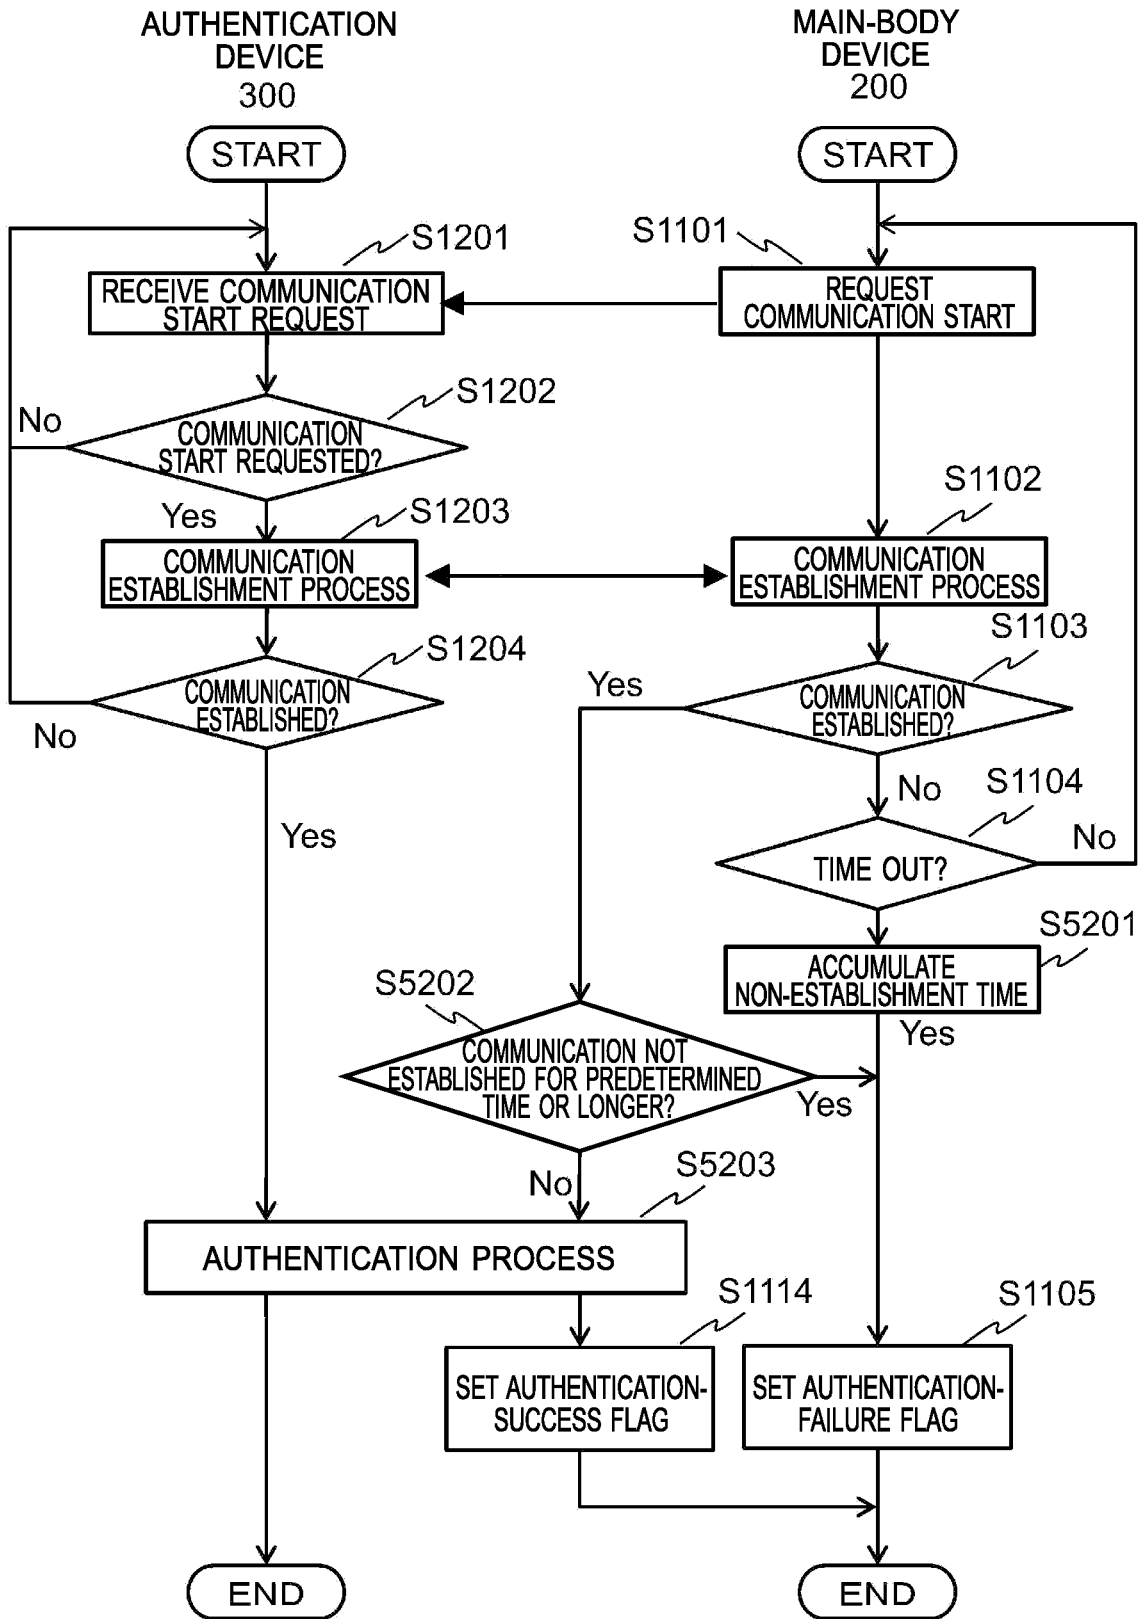 AUTHENTICATION
DEVICE
300
MAIN-BODY
DEVICE
200
START
START
S1201
S1101
RECEIVE COMMUNICATION
START REQUEST
REQUEST
COMMUNICATION START
S1202
No
COMMUNICATION
START REQUESTED?
Yes
S1203
S1102
COMMUNICATION
ESTABLISHMENT PROCESS
COMMUNICATION
ESTABLISHMENT PROCESS
S1204
S1103
COMMUNICATION
ESTABLISHED?
No
Yes
COMMUNICATION
ESTABLISHED?
No
S1104
Yes
TIME OUT?
No
S5201
ACCUMULATE
NON-ESTABLISHMENT TIME
Yes
S5202
COMMUNICATION NOT
ESTABLISHED FOR PREDETERMINED
TIME OR LONGER?
Yes
No
S5203
AUTHENTICATION PROCESS
S1114
S1105
SET AUTHENTICATION-
SUCCESS FLAG
SET AUTHENTICATION-
FAILURE FLAG
END
END